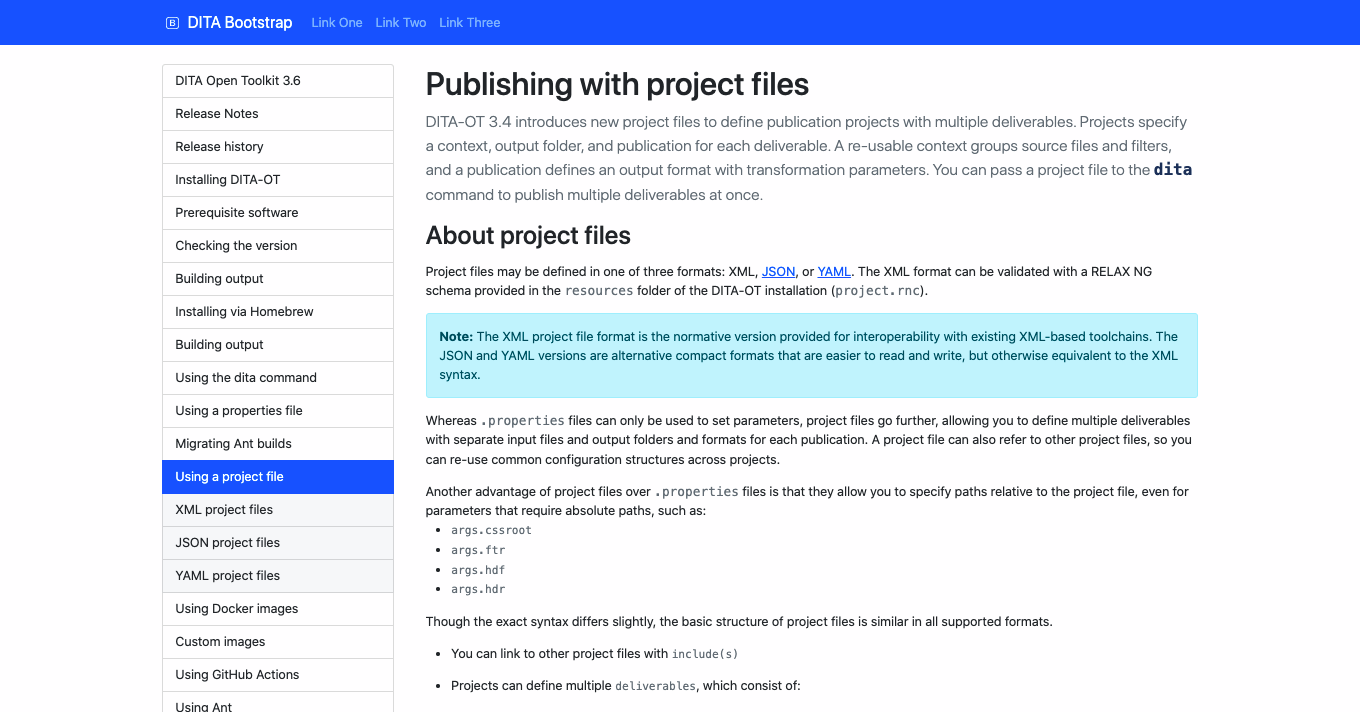 DITA Bootstrap Link One Link Two Link Three
DITA Open Toolkit 3.6
Release Notes
Release history
Installing DITA-OT
Prerequisite software
Checking the version
Building output
Installing via Homebrew
Building output
Using the dita command
Using a properties file
Migrating Ant builds
Using a project file
XML project files
JSON project files
YAML project files
Using Docker images
Custom images
Using GitHub Actions
Using Ant
Publishing with project files
DITA-OT 3.4 introduces new project files to define publication projects with multiple deliverables. Projects specify
a context, output folder, and publication for each deliverable. A re-usable context groups source files and filters,
and a publication defines an output format with transformation parameters. You can pass a project file to the dita
command to publish multiple deliverables at once.
About project files
Project files may be defined in one of three formats: XML, JSON, or YAML. The XML format can be validated with a RELAX NG
schema provided in the resources folder of the DITA-OT installation (project.rnc).
Note: The XML project file format is the normative version provided for interoperability with existing XML-based toolchains. The
JSON and YAML versions are alternative compact formats that are easier to read and write, but otherwise equivalent to the XML
syntax.
Whereas .properties files can only be used to set parameters, project files go further, allowing you to define multiple deliverables
with separate input files and output folders and formats for each publication. A project file can also refer to other project files, so you
can re-use common configuration structures across projects.
Another advantage of project files over .properties files is that they allow you to specify paths relative to the project file, even for
parameters that require absolute paths, such as:
• args.cssroot
• args.ftr
• args.hdf
• args.hdr
Though the exact syntax differs slightly, the basic structure of project files is similar in all supported formats.
• You can link to other project files with include(s)
• Projects can define multiple deliverables, which consist of: